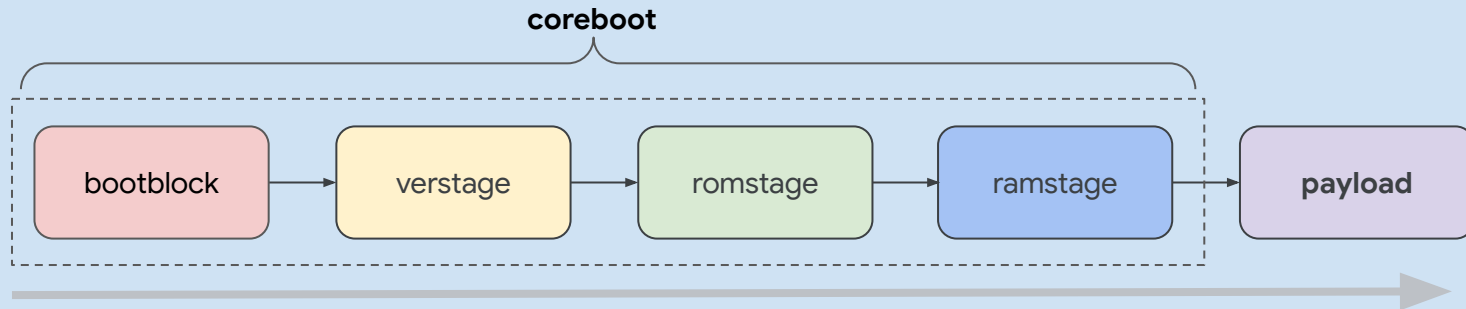 coreboot
bootblock
verstage
romstage
ramstage
payload